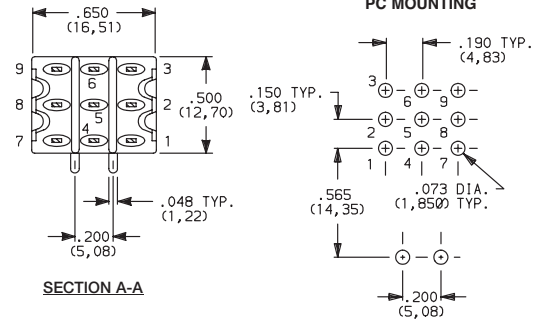 PC MOUNTING
.650
(16,51)
9 3
6
8 2
5
4
7 1
.500
(12,70)
.048 TYP.
(1,22)
.200
(5,08)
SECTION A-A
.190 TYP.
(4,83)
.150 TYP.
(3,81)
3 6 9
2 5 8
1 4 7
.565
(14,35)
.073 DIA.
(1,850) TYP.
.200
(5,08)